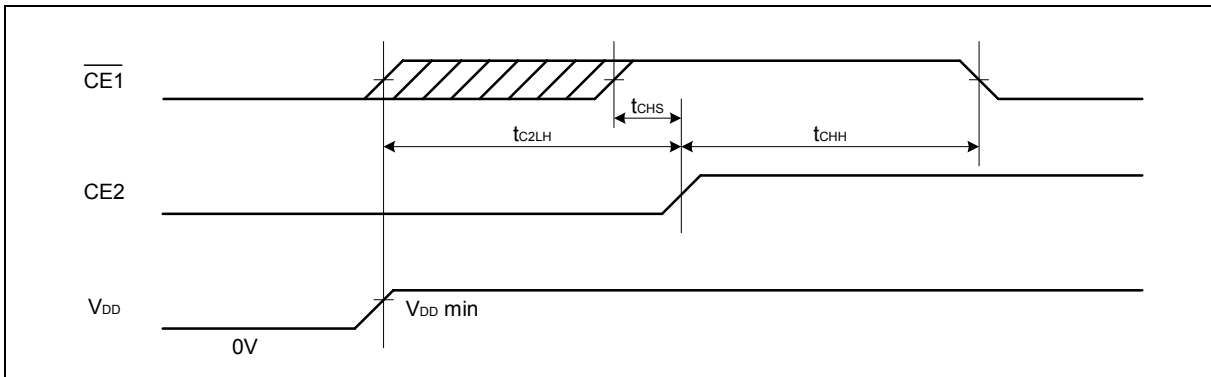 CE1
tCHS
tC2LH
tCHH
CE2
VDD
VDD min
0V